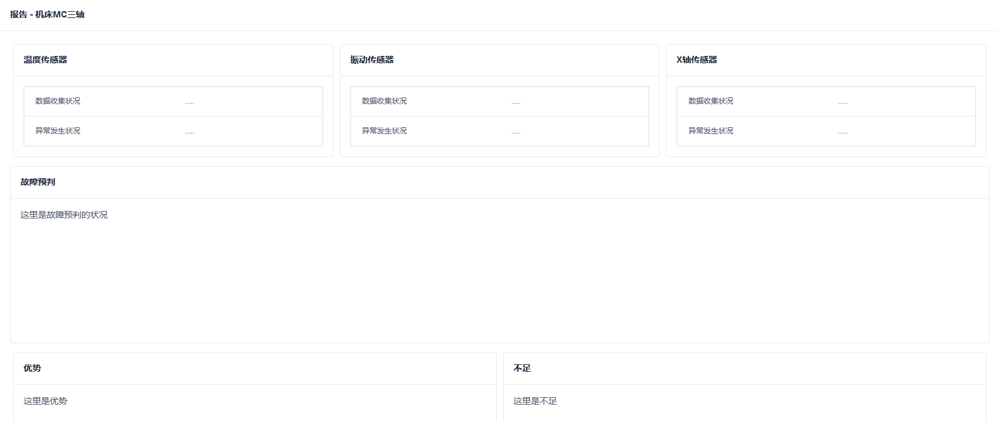 报告 - 机床MC三轴
温度传感器
数据收集状况 .....
异常发生状况 .....
振动传感器
数据收集状况 .....
异常发生状况 .....
X轴传感器
数据收集状况 .....
异常发生状况 .....
故障预判
这里是故障预判的状况
优势
这里是优势
不足
这里是不足